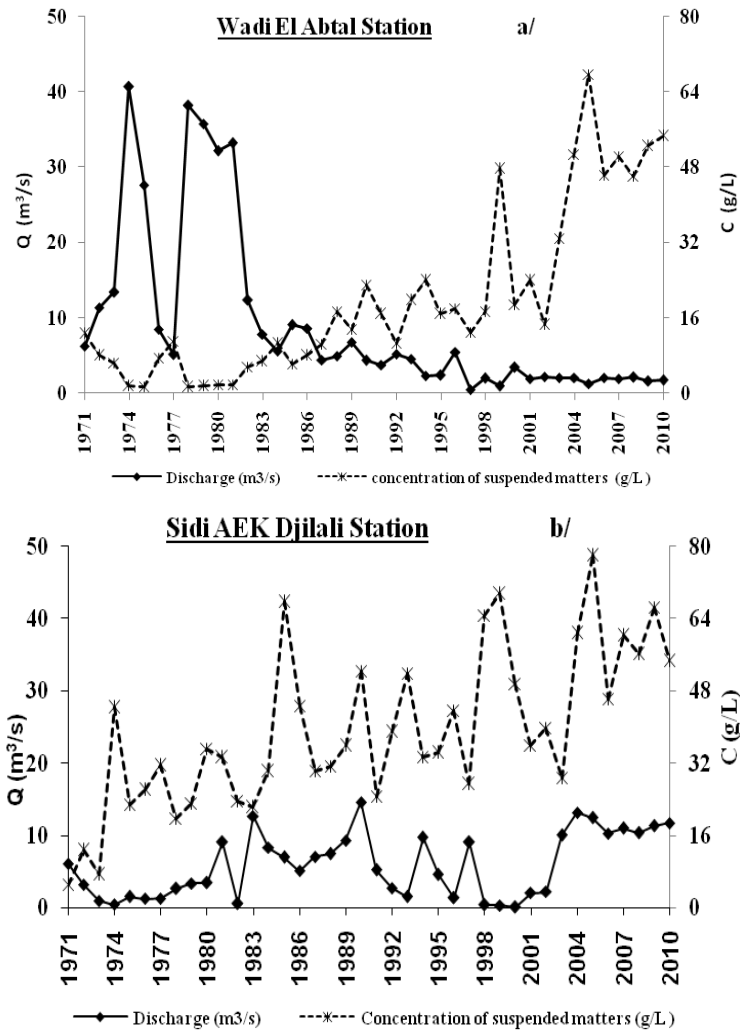 Wadi El Abtal Station a/
50
40
30
20
10
0
Q (m³/s)
80
64
48
32
16
0
C (g/L)
1971 1974 1977 1980 1983 1986 1989 1992 1995 1998 2001 2004 2007 2010
Discharge (m3/s) concentration of suspended matters (g/L )
Sidi AEK Djilali Station b/
50
40
30
20
10
0
Q (m³/s)
80
64
48
32
16
0
C (g/L)
1971 1974 1977 1980 1983 1986 1989 1992 1995 1998 2001 2004 2007 2010
Discharge (m3/s) Concentration of suspended matters (g/L)